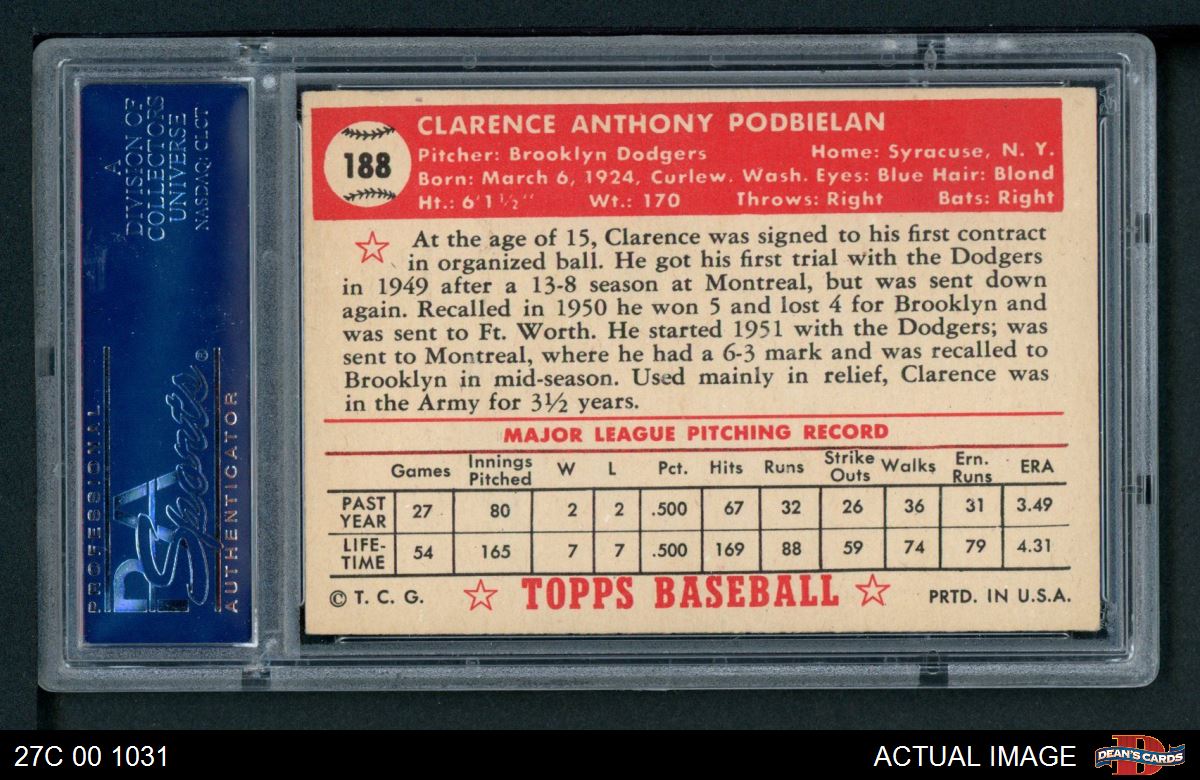 A
DIVISION OF
COLLECTORS
UNIVERSE
NASDAQ: CLCT
PROFESSIONAL
PSA
Sports®
AUTHENTICATOR
188
CLARENCE ANTHONY PODBIELAN
Pitcher: Brooklyn Dodgers Home: Syracuse, N. Y.
Born: March 6, 1924, Curlew, Wash. Eyes: Blue Hair: Blond
Ht.: 6'1½" Wt.: 170 Throws: Right Bats: Right
At the age of 15, Clarence was signed to his first contract
in organized ball. He got his first trial with the Dodgers
in 1949 after a 13-8 season at Montreal, but was sent down
again. Recalled in 1950 he won 5 and lost 4 for Brooklyn and
was sent to Ft. Worth. He started 1951 with the Dodgers; was
sent to Montreal, where he had a 6-3 mark and was recalled to
Brooklyn in mid-season. Used mainly in relief, Clarence was
in the Army for 3½ years.
MAJOR LEAGUE PITCHING RECORD
Games Innings Pitched W L Pct. Hits Runs Strike Outs Walks Ern. Runs ERA
PAST YEAR 27 80 2 2 .500 67 32 26 36 31 3.49
LIFE-TIME 54 165 7 7 .500 169 88 59 74 79 4.31
© T. C. G. TOPPS BASEBALL PRTD. IN U.S.A.
27C 00 1031 ACTUAL IMAGE DEAN'S CARDS